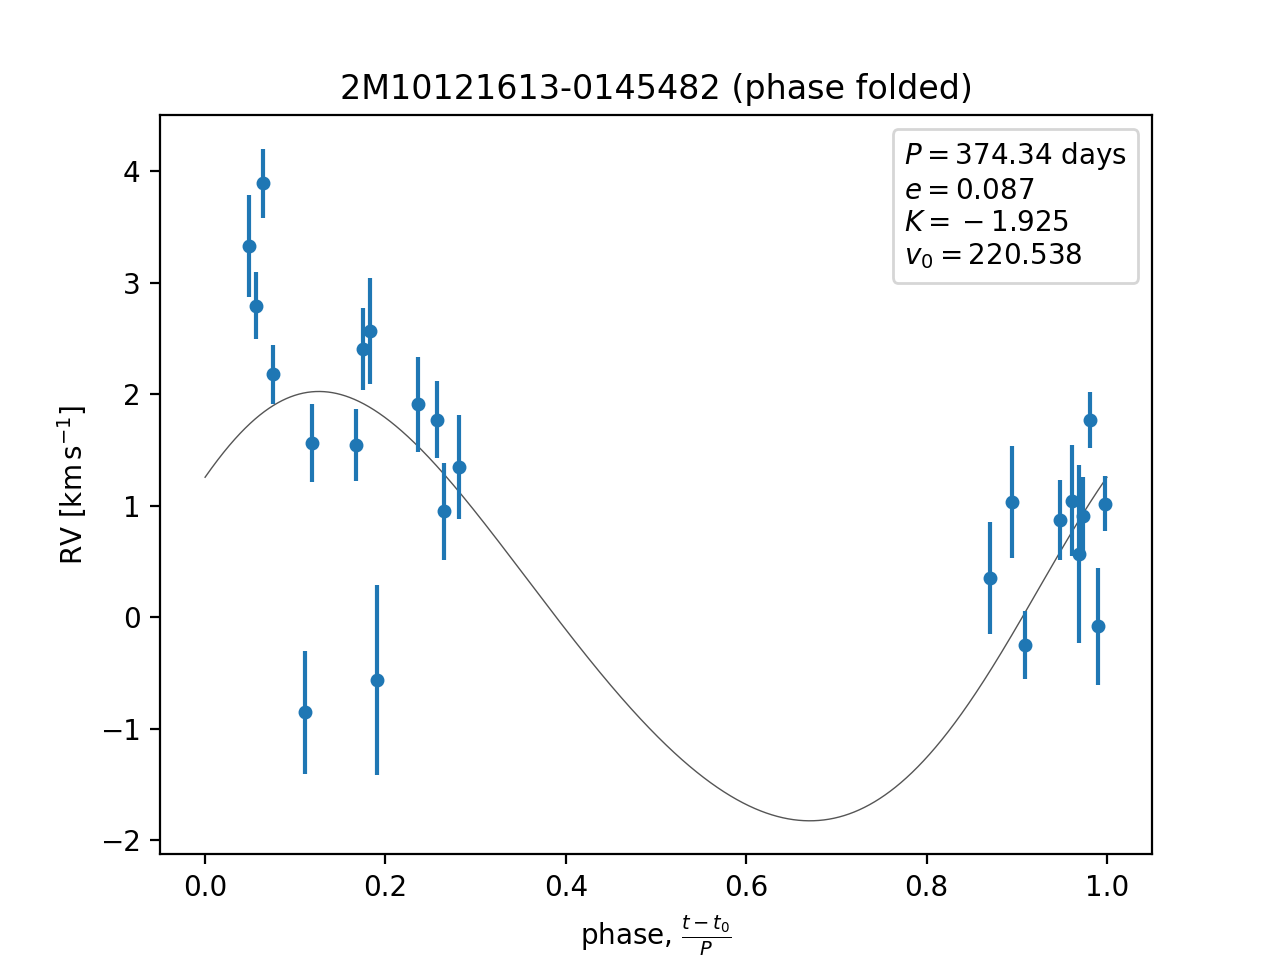 2M10121613-0145482 (phase folded)
P = 374.34 days
e = 0.087
K = −1.925
v₀ = 220.538
4
3
2
1
0
−1
−2
RV [km s⁻¹]
0.0 0.2 0.4 0.6 0.8 1.0
phase, (t − t₀)/P